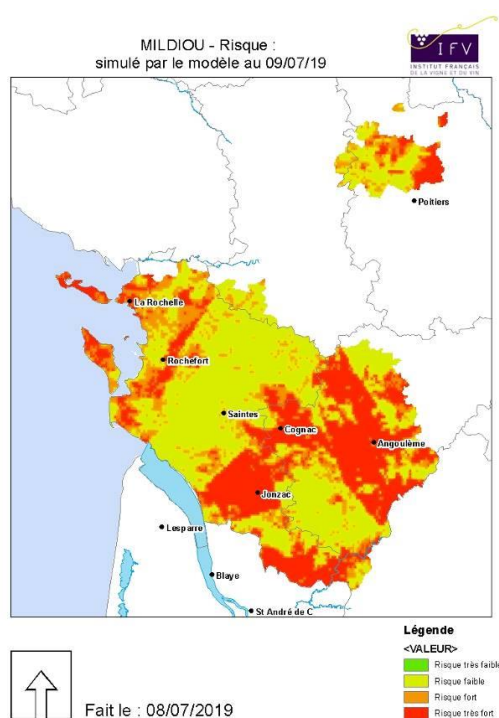 MILDIOU - Risque :
simulé par le modèle au 09/07/19
IFV
INSTITUT FRANÇAIS
DE LA VIGNE ET DU VIN
Poitiers
La Rochelle
Rochefort
Saintes
Cognac
Angoulème
Jonzac
Lesparre
Blaye
St André de C
Légende
<VALEUR>
Risque très faible
Risque faible
Risque fort
Risque très fort
Fait le : 08/07/2019